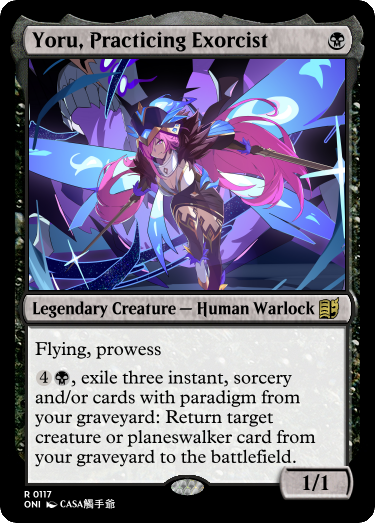 Yoru, Practicing Exorcist
Legendary Creature — Human Warlock
Flying, prowess
4, exile three instant, sorcery
and/or cards with paradigm from
your graveyard: Return target
creature or planeswalker card from
your graveyard to the battlefield.
1/1
R 0117
ONI CASA觸手爺